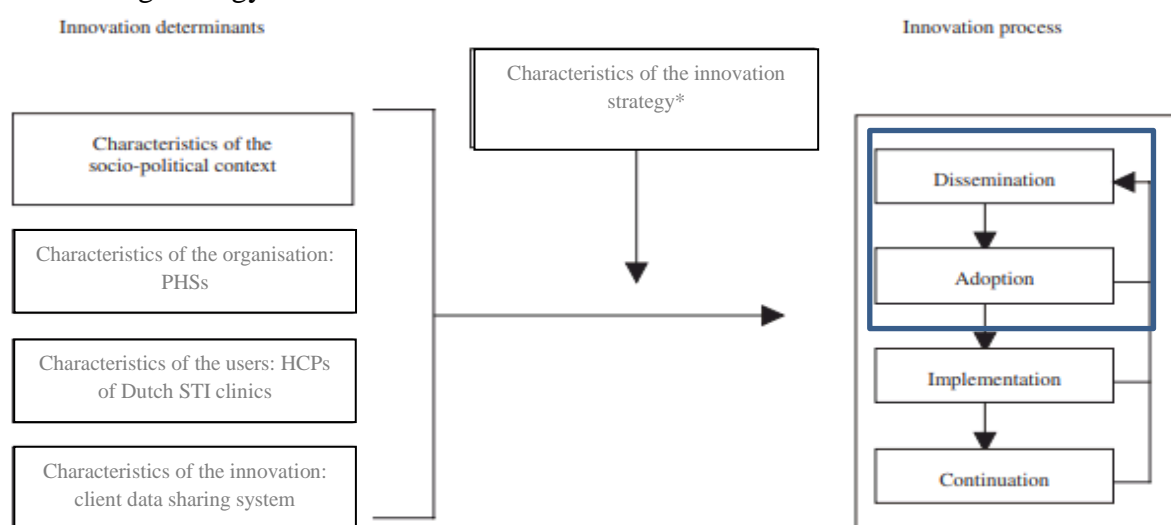 Innovation determinants
Innovation process
Characteristics of the innovation
strategy*
Characteristics of the
socio-political context
Characteristics of the organisation:
PHSs
Characteristics of the users: HCPs
of Dutch STI clinics
Characteristics of the innovation:
client data sharing system
Dissemination
Adoption
Implementation
Continuation